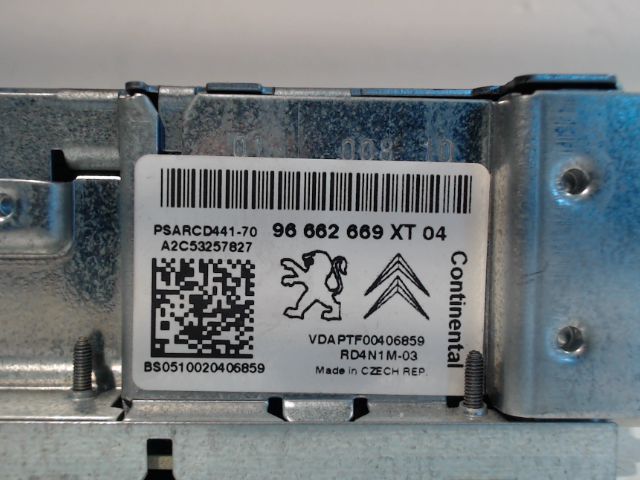 PSARCD441-70
96 662 669 XT 04
A2C53257827
Continental
VDAPTF00406859
RD4N1M-03
BS0510020406859
Made in CZECH REP.